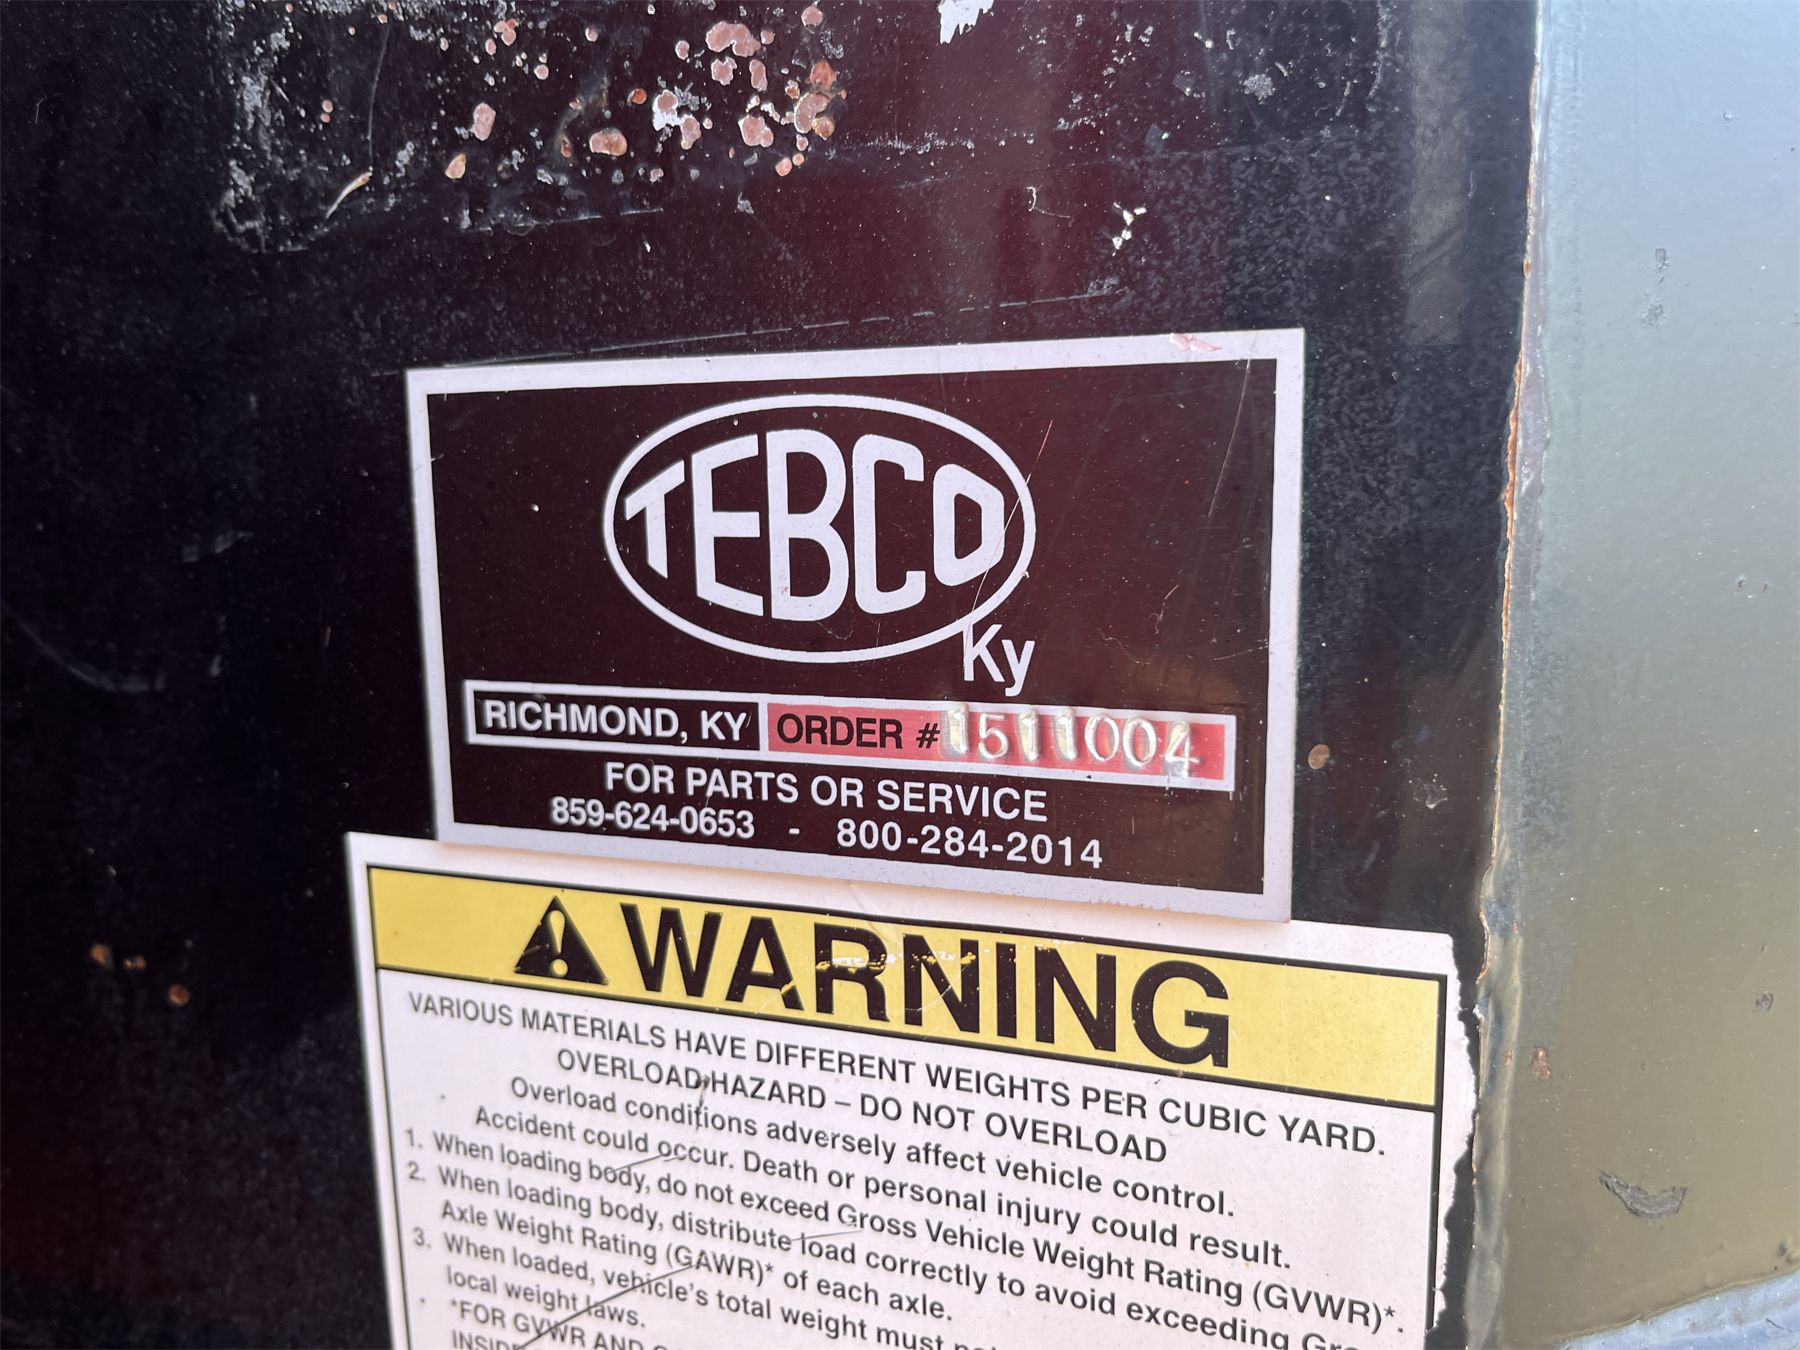 TEBCO
Ky
RICHMOND, KY ORDER # 1511004
FOR PARTS OR SERVICE
859-624-0653 - 800-284-2014
WARNING
VARIOUS MATERIALS HAVE DIFFERENT WEIGHTS PER CUBIC YARD.
OVERLOAD HAZARD – DO NOT OVERLOAD
Overload conditions adversely affect vehicle control.
Accident could occur. Death or personal injury could result.
1. When loading body, do not exceed Gross Vehicle Weight Rating (GVWR)*.
2. When loading body, distribute load correctly to avoid exceeding
Axle Weight Rating (GAWR)* of each axle.
3. When loaded, vehicle's total weight must
local weight laws.
*FOR GVWR AND